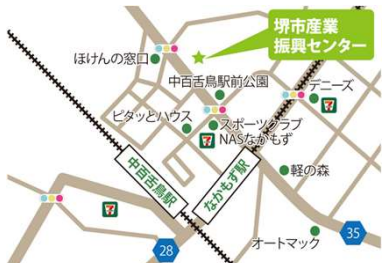 堺市産業
振興センター
ほけんの窓口
中百舌鳥駅前公園
デニーズ
7
ピタッとハウス
スポーツクラブ
NASなかもず
7
中百舌鳥駅
なかもず駅
軽の森
7
28
オートマック
35